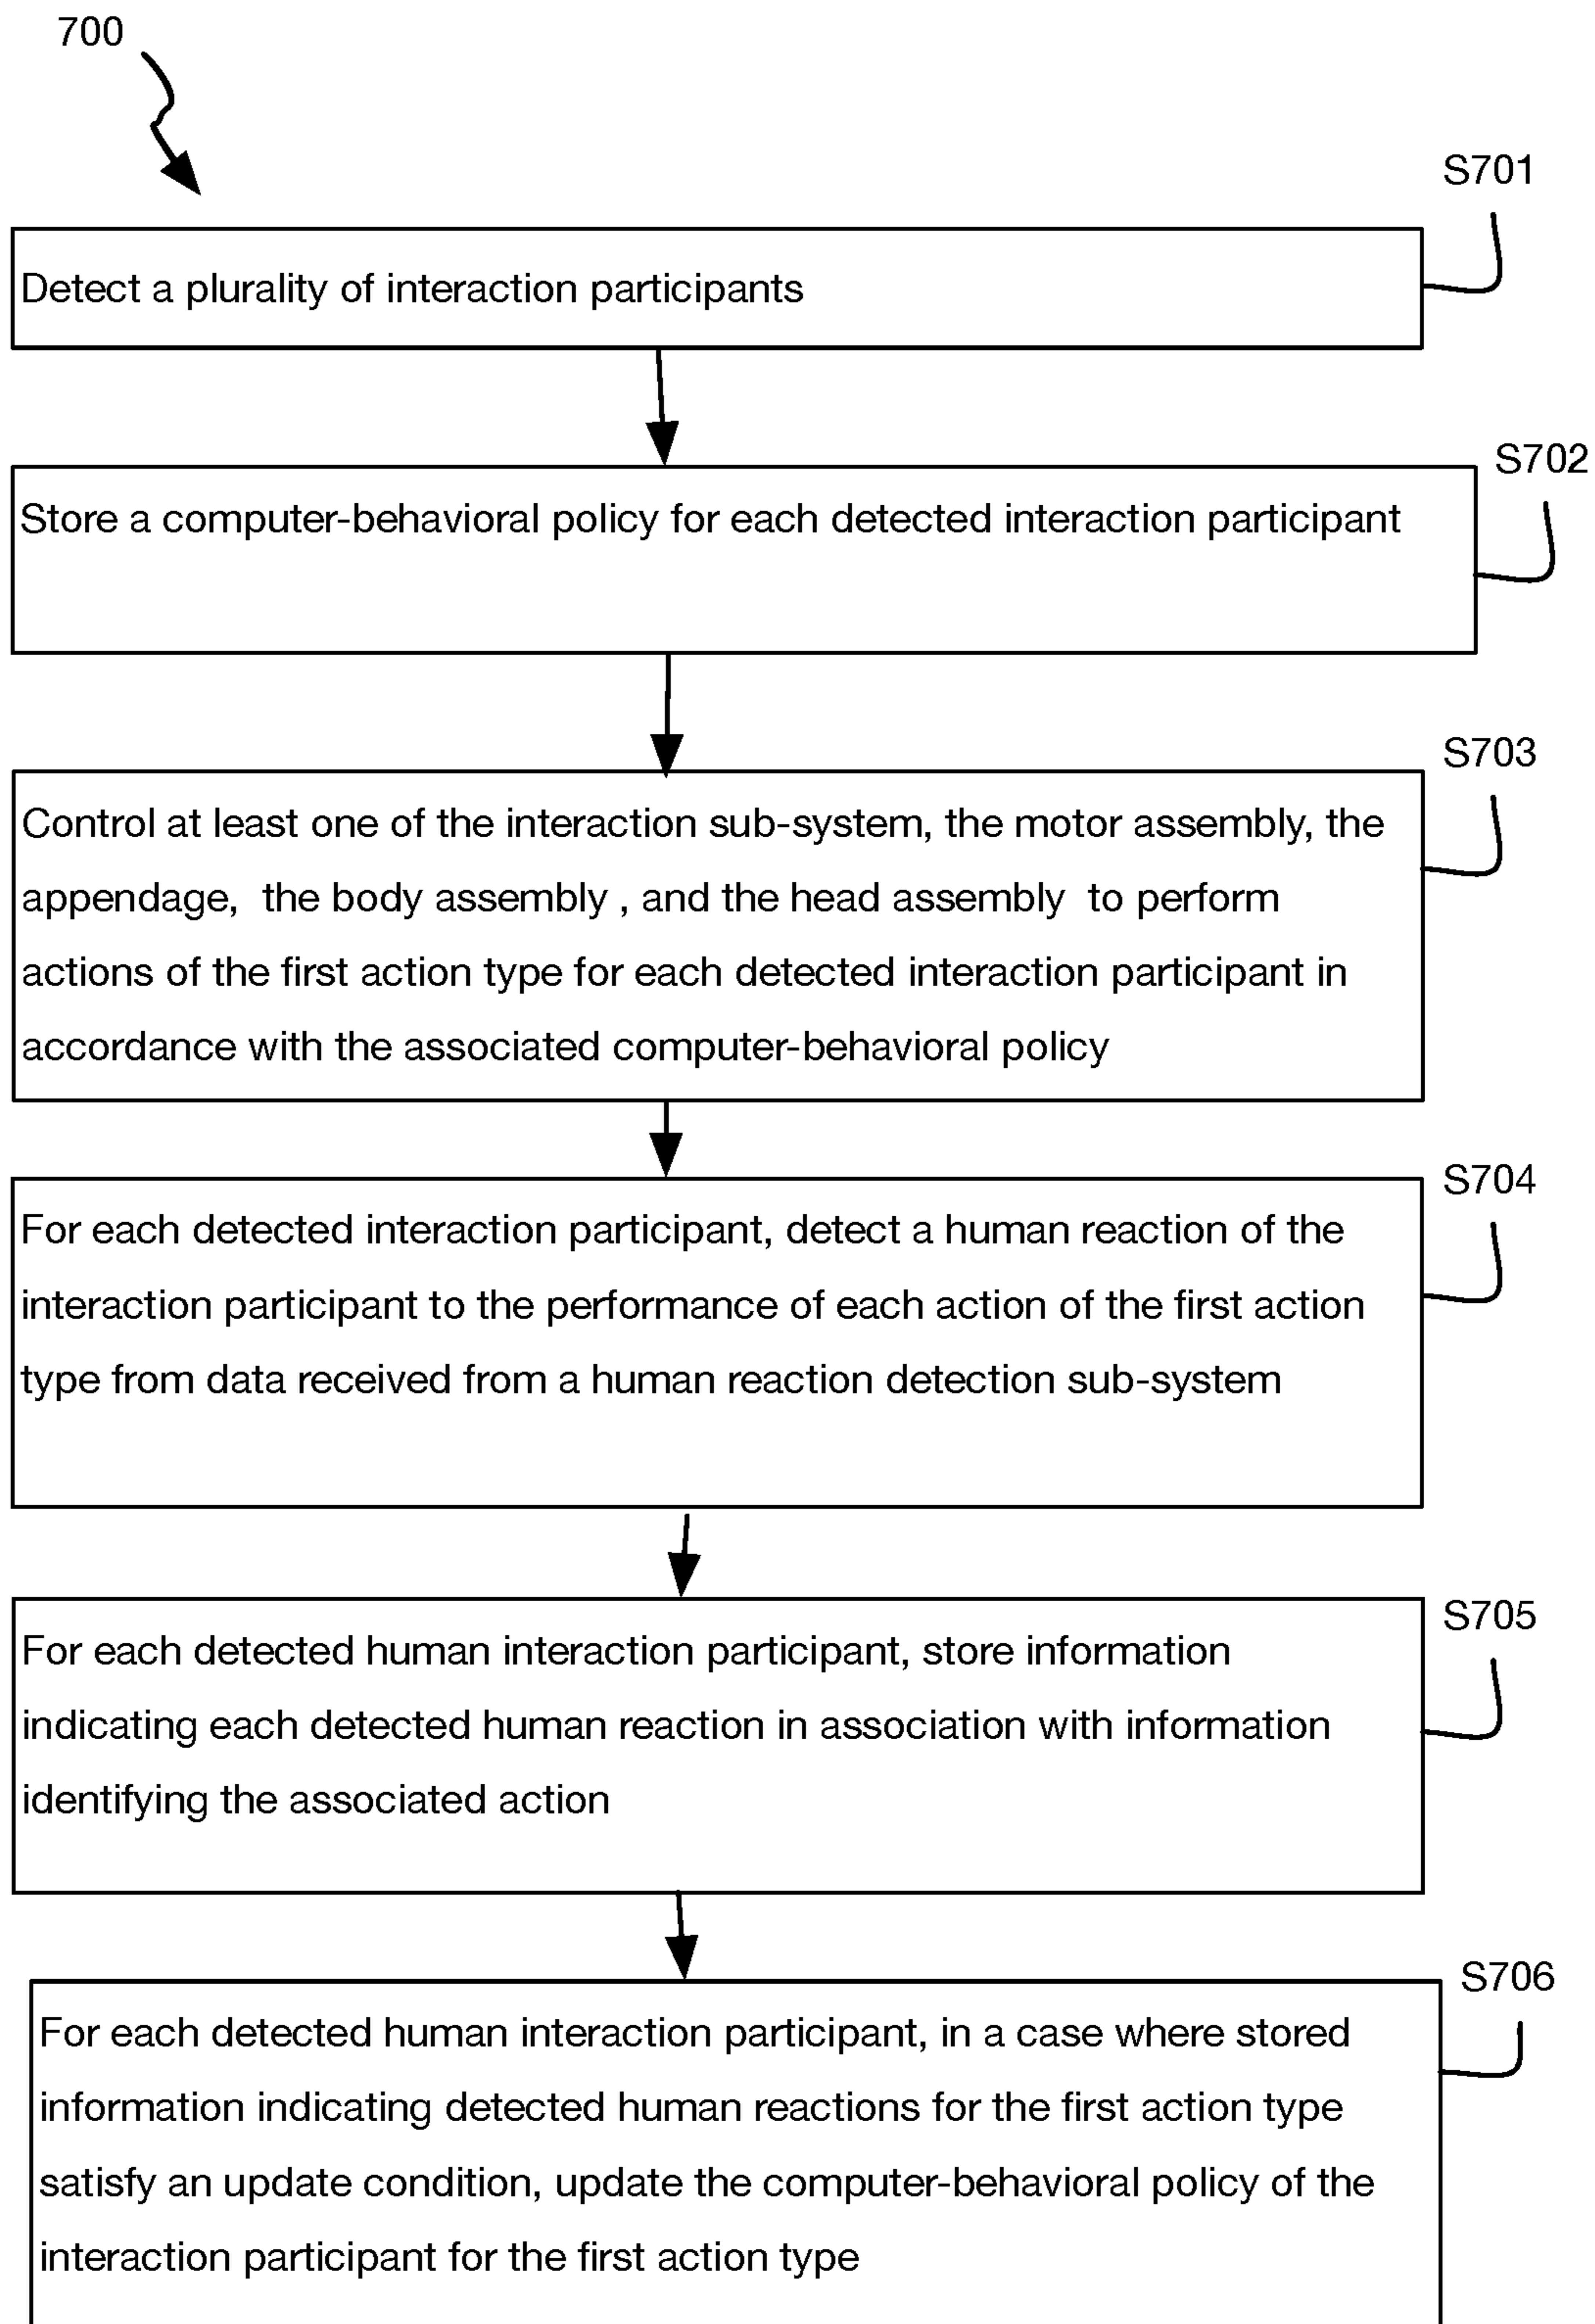 700
S701
Detect a plurality of interaction participants
S702
Store a computer-behavioral policy for each detected interaction participant
S703
Control at least one of the interaction sub-system, the motor assembly, the
appendage, the body assembly , and the head assembly to perform
actions of the first action type for each detected interaction participant in
accordance with the associated computer-behavioral policy
S704
For each detected interaction participant, detect a human reaction of the
interaction participant to the performance of each action of the first action
type from data received from a human reaction detection sub-system
S705
For each detected human interaction participant, store information
indicating each detected human reaction in association with information
identifying the associated action
S706
For each detected human interaction participant, in a case where stored
information indicating detected human reactions for the first action type
satisfy an update condition, update the computer-behavioral policy of the
interaction participant for the first action type